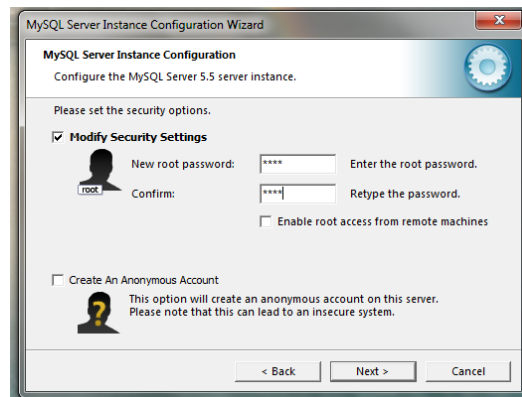 MySQL Server Instance Configuration Wizard
MySQL Server Instance Configuration
Configure the MySQL Server 5.5 server instance.
Please set the security options.
Modify Security Settings
New root password: **** Enter the root password.
root
Confirm: **** Retype the password.
Enable root access from remote machines
Create An Anonymous Account
This option will create an anonymous account on this server.
Please note that this can lead to an insecure system.
< Back Next > Cancel